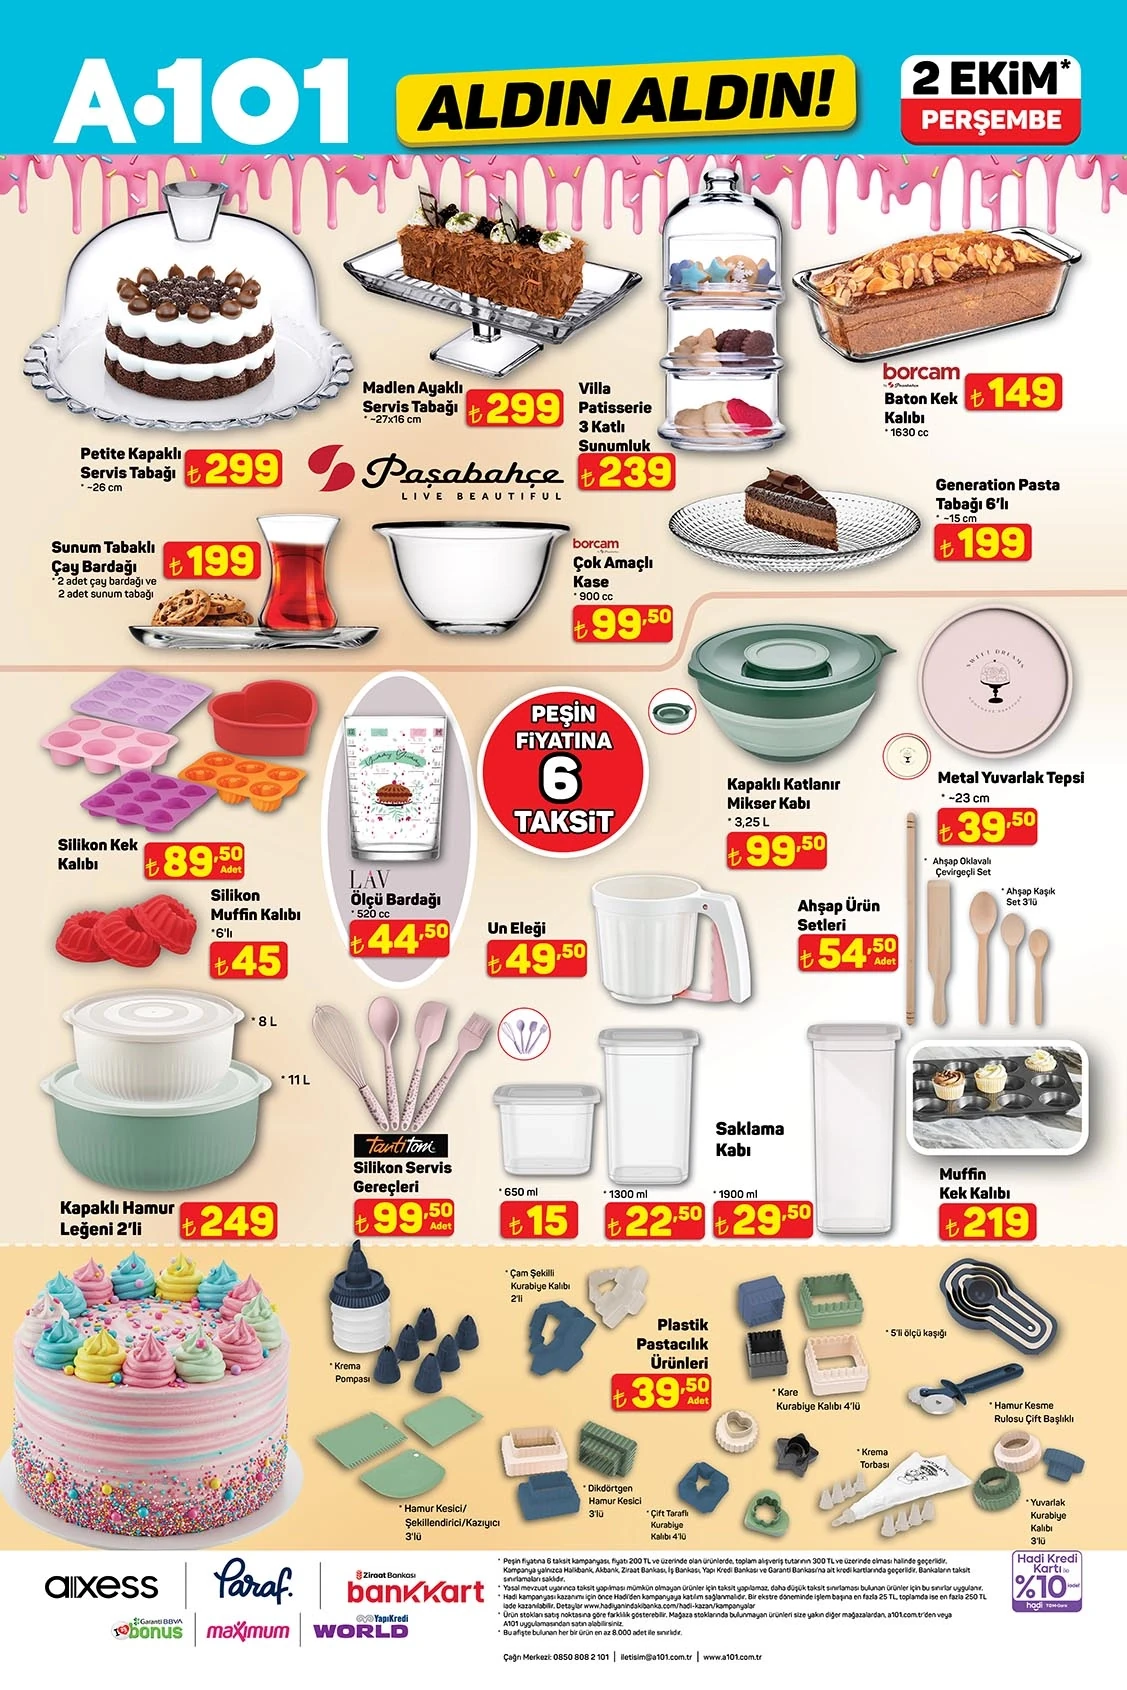 A•101
ALDIN ALDIN!
2 EKİM*
PERŞEMBE
Petite Kapaklı
Servis Tabağı
* ~26 cm
₺299
Madlen Ayaklı
Servis Tabağı
* ~27x16 cm
₺299
Villa
Patisserie
3 Katlı
Sunumluk
₺239
borcam
Paşabahçe
Baton Kek
Kalıbı
* 1630 cc
₺149
Paşabahçe
LIVE BEAUTIFUL
Generation Pasta
Tabağı 6'lı
* ~15 cm
₺199
Sunum Tabaklı
Çay Bardağı
* 2 adet çay bardağı ve
2 adet sunum tabağı
₺199
borcam
Çok Amaçlı
Kase
* 900 cc
₺99,50
Silikon Kek
Kalıbı
₺89,50
Adet
LAV
Ölçü Bardağı
* 520 cc
₺44,50
PEŞİN
FİYATINA
6
TAKSİT
Kapaklı Katlanır
Mikser Kabı
* 3,25 L
₺99,50
SWEET DREAMS
Metal Yuvarlak Tepsi
* ~23 cm
₺39,50
Silikon
Muffin Kalıbı
*6'lı
₺45
Un Eleği
₺49,50
Ahşap Ürün
Setleri
₺54,50
Adet
* Ahşap Oklavalı
Çevirgeçli Set
* Ahşap Kaşık
Set 3'lü
* 8 L
* 11 L
Kapaklı Hamur
Leğeni 2'li
₺249
Tantitoni
Silikon Servis
Gereçleri
₺99,50
Adet
Saklama
Kabı
* 650 ml
₺15
* 1300 ml
₺22,50
* 1900 ml
₺29,50
Muffin
Kek Kalıbı
₺219
* Krema
Pompası
* Çam Şekilli
Kurabiye Kalıbı
2'li
Plastik
Pastacılık
Ürünleri
₺39,50
Adet
* Kare
Kurabiye Kalıbı 4'lü
* 5'li ölçü kaşığı
* Hamur Kesme
Rulosu Çift Başlıklı
* Hamur Kesici/
Şekillendirici/Kazıyıcı
3'lü
* Dikdörtgen
Hamur Kesici
3'lü
* Çift Taraflı
Kurabiye
Kalıbı 4'lü
* Krema
Torbası
* Yuvarlak
Kurabiye
Kalıbı
3'lü
axess
Paraf.
Ziraat Bankası
bankkart
Garanti BBVA
bonus
maximum
YapıKredi
WORLD
* Peşin fiyatına 6 taksit kampanyası, fiyatı 200 TL ve üzerinde olan ürünlerde, toplam alışveriş tutarının 300 TL ve üzerinde olması halinde geçerlidir.
Kampanya yalnızca Halkbank, Akbank, Ziraat Bankası, İş Bankası, Yapı Kredi Bankası ve Garanti Bankası'na ait kredi kartlarında geçerlidir. Bankaların taksit
sınırlamaları saklıdır.
* Yasal mevzuat uyarınca taksit yapılması mümkün olmayan ürünler için taksit yapılamaz, daha düşük taksit sınırlaması bulunan ürünler için bu sınırlar uygulanır.
* Hadi kampanyası kazanımı için önce Hadi'den kampanyaya katılım sağlanmalıdır. Bir ekstre döneminde işlem başına en fazla 25 TL, toplamda ise en fazla 250 TL
iade kazanılabilir. Detaylar www.hadiyanindakibanka.com/hadi-kazan/kampanyalar
* Ürün stokları satış noktasına göre farklılık gösterebilir. Mağaza stoklarında bulunmayan ürünleri size yakın diğer mağazalardan, a101.com.tr'den veya
A101 uygulamasından satın alabilirsiniz.
* Bu afişte bulunan her bir ürün en az 8.000 adet ile sınırlıdır.
Hadi Kredi
Kartı ile
%10 iade!
hadi
TOM Bank
Çağrı Merkezi: 0850 808 2 101 | iletisim@a101.com.tr | www.a101.com.tr